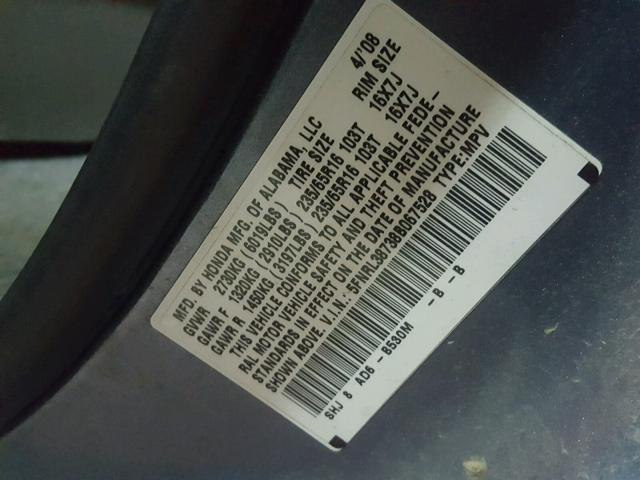 MFD. BY HONDA MFG. OF ALABAMA, LLC 4/'08
GVWR 2730KG (6019LBS) TIRE SIZE RIM SIZE
GAWR F 1320KG (2910LBS) 235/65R16 103T 16X7J
GAWR R 1450KG (3197LBS) 235/65R16 103T 16X7J
THIS VEHICLE CONFORMS TO ALL APPLICABLE FEDE-
RAL MOTOR VEHICLE SAFETY AND THEFT PREVENTION
STANDARDS IN EFFECT ON THE DATE OF MANUFACTURE
SHOWN ABOVE. V.I.N.: 5FNRL38738B067528 TYPE:MPV
SHJ 8 AD6 - B530M - B - B